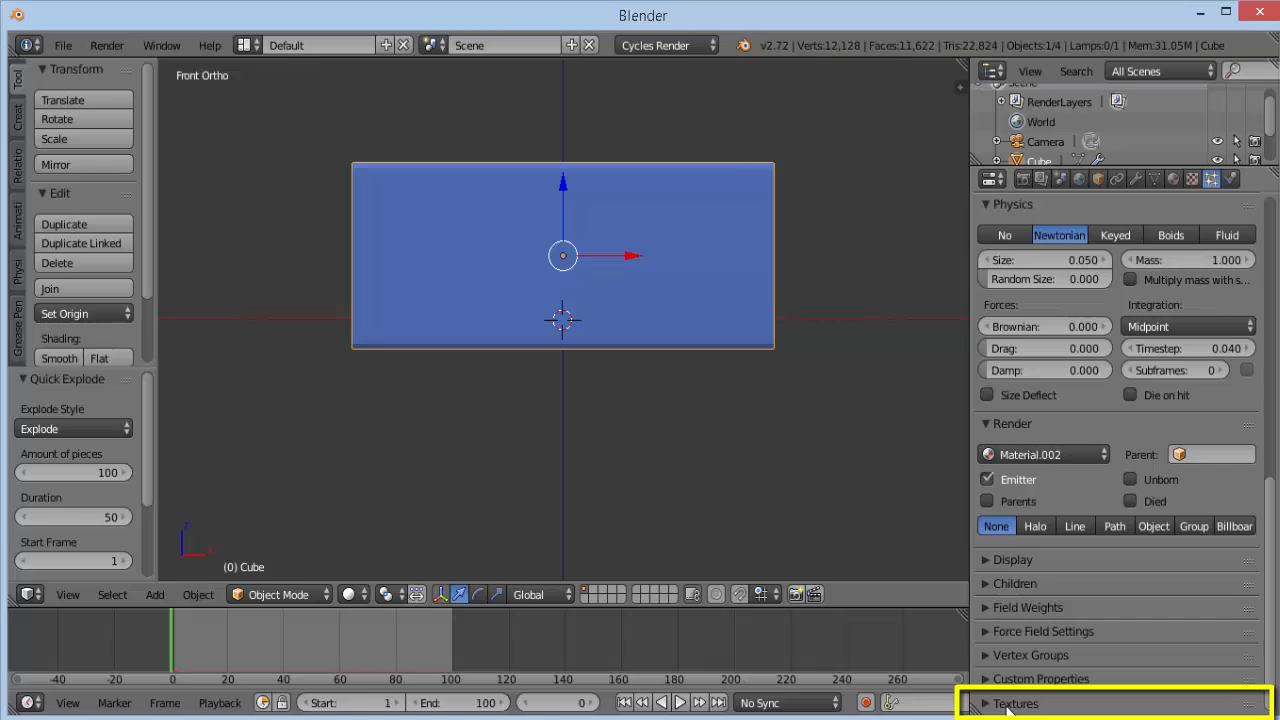 Blender
File Render Window Help Default Scene Cycles Render v2.72 | Verts:12,128 | Faces:11,622 | Tris:22,824 | Objects:1/4 | Lamps:0/1 | Mem:31.05M | Cube
Tool
Creat
Relatio
Animati
Physi
Grease Pen
Transform
Translate
Rotate
Scale
Mirror
Edit
Duplicate
Duplicate Linked
Delete
Join
Set Origin
Shading:
Smooth Flat
Quick Explode
Explode Style
Explode
Amount of pieces
100
Duration
50
Start Frame
1
Front Ortho
z
x
(0) Cube
View Select Add Object Object Mode Global
-40 -20 0 20 40 60 80 100 120 140 160 180 200 220 240 260
View Marker Frame Playback Start: 1 End: 100 0 No Sync
View Search All Scenes
Scene
RenderLayers
World
Camera
Cube
Physics
No Newtonian Keyed Boids Fluid
Size: 0.050 Mass: 1.000
Random Size: 0.000 Multiply mass with s...
Forces: Integration:
Brownian: 0.000 Midpoint
Drag: 0.000 Timestep: 0.040
Damp: 0.000 Subframes: 0
Size Deflect Die on hit
Render
Material.002 Parent:
Emitter Unborn
Parents Died
None Halo Line Path Object Group Billboar
Display
Children
Field Weights
Force Field Settings
Vertex Groups
Custom Properties
Textures